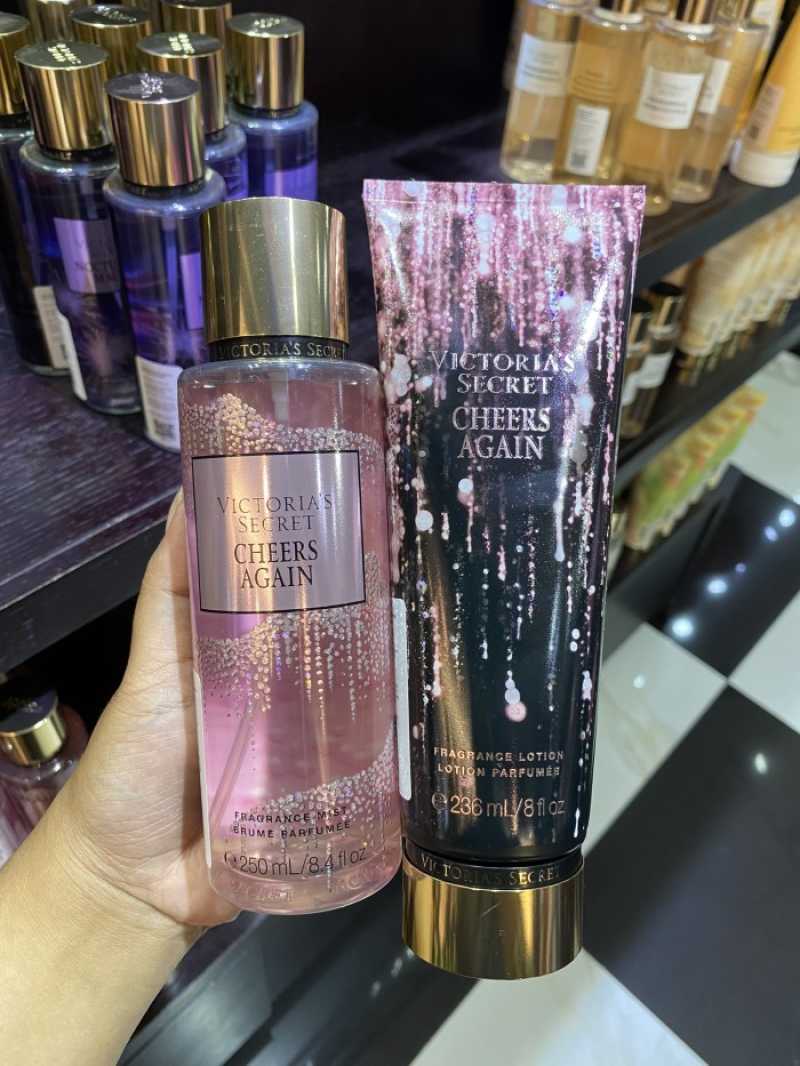 VICTORIA'S SECRET
VICTORIA'S
SECRET
CHEERS
AGAIN
FRAGRANCE MIST
BRUME PARFUMÉE
e 250 mL/8.4 fl oz
VICTORIA'S
SECRET
CHEERS
AGAIN
FRAGRANCE LOTION
LOTION PARFUMÉE
e 236 mL/8 fl oz
VICTORIA'S SECRET